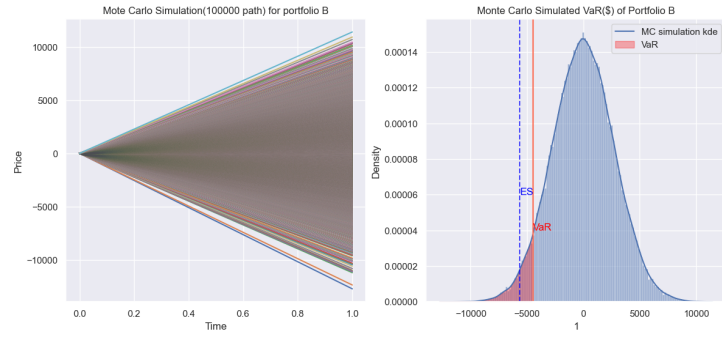 Mote Carlo Simulation(100000 path) for portfolio B
Price
10000
5000
0
−5000
−10000
0.0 0.2 0.4 0.6 0.8 1.0
Time
Monte Carlo Simulated VaR($) of Portfolio B
MC simulation kde
VaR
Density
0.00014
0.00012
0.00010
0.00008
0.00006
0.00004
0.00002
0.00000
ES
VaR
−10000 −5000 0 5000 10000
1